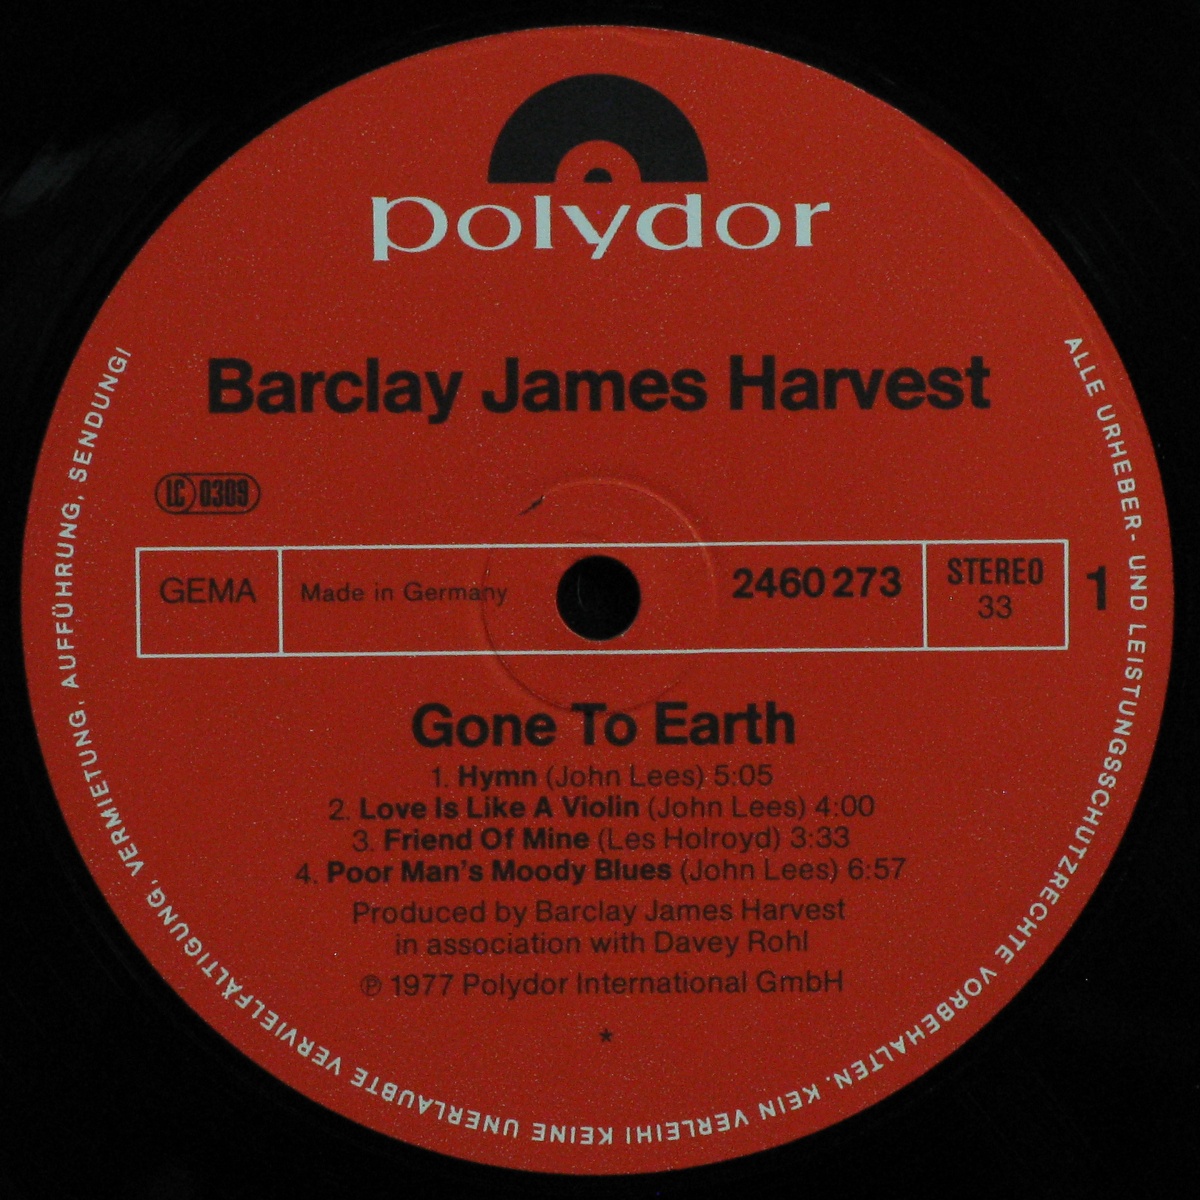 polydor
Barclay James Harvest
LC 0309
GEMA
Made in Germany
2460 273
STEREO
33
1
Gone To Earth
1. Hymn (John Lees) 5:05
2. Love Is Like A Violin (John Lees) 4:00
3. Friend Of Mine (Les Holroyd) 3:33
4. Poor Man's Moody Blues (John Lees) 6:57
Produced by Barclay James Harvest
in association with Davey Rohl
℗ 1977 Polydor International GmbH
*
ALLE URHEBER- UND LEISTUNGSSCHUTZRECHTE VORBEHALTEN. KEIN VERLEIH! KEINE UNERLAUBTE VERVIELFÄLTIGUNG, VERMIETUNG, AUFFÜHRUNG, SENDUNG!